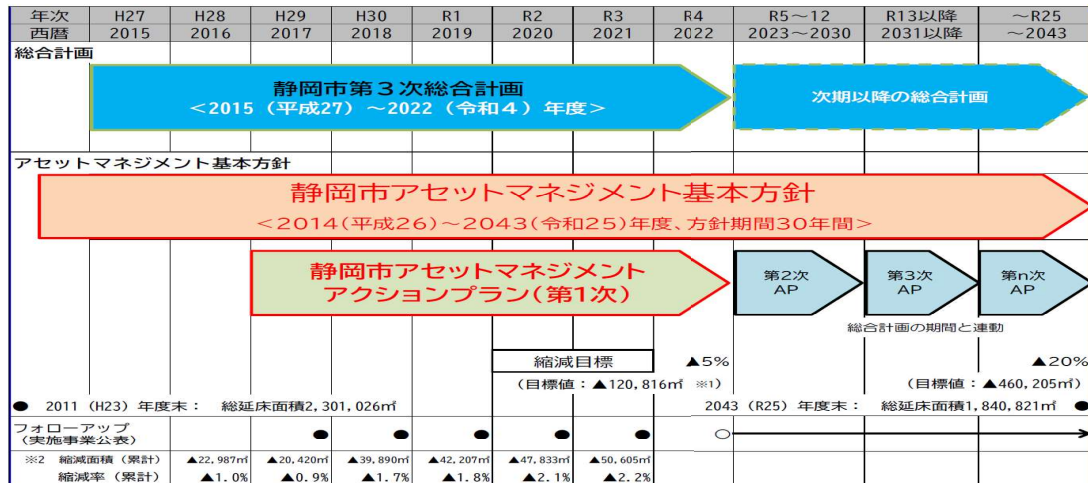 年次 H27 H28 H29 H30 R1 R2 R3 R4 R5～12 R13以降 ～R25
西暦 2015 2016 2017 2018 2019 2020 2021 2022 2023～2030 2031以降 ～2043
総合計画
静岡市第３次総合計画
＜2015（平成27）～2022（令和４）年度＞
次期以降の総合計画
アセットマネジメント基本方針
静岡市アセットマネジメント基本方針
＜2014(平成26)～2043(令和25)年度、方針期間30年間＞
静岡市アセットマネジメント
アクションプラン(第1次)
第2次
AP
第3次
AP
第n次
AP
総合計画の期間と連動
縮減目標 ▲5% ▲20%
(目標値：▲120,816㎡ ※1) (目標値：▲460,205㎡)
● 2011 (H23) 年度末： 総延床面積2,301,026㎡ 2043 (R25) 年度末： 総延床面積1,840,821㎡ ●
フォローアップ
(実施事業公表)
※2 縮減面積（累計） ▲22,987㎡ ▲20,420㎡ ▲39,890㎡ ▲42,207㎡ ▲47,833㎡ ▲50,605㎡
縮減率（累計） ▲1.0% ▲0.9% ▲1.7% ▲1.8% ▲2.1% ▲2.2%